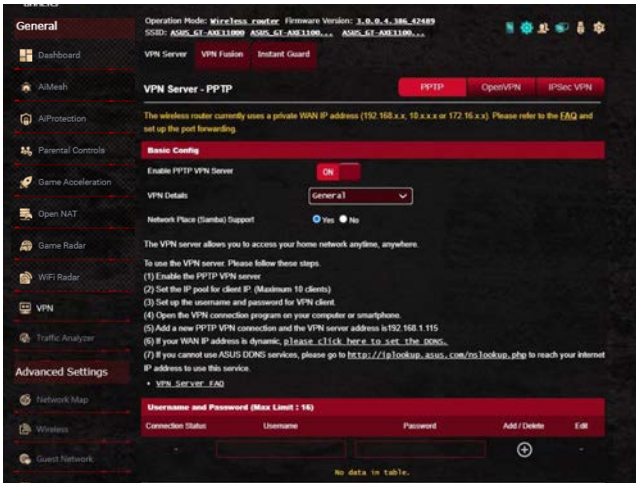 General
Operation Mode: Wireless router Firmware Version: 3.0.0.4.386_42489
SSID: ASUS_GT-AXE11000 ASUS_GT-AXE1100... ASUS_GT-AXE1100...
Dashboard
AiMesh
AiProtection
Parental Controls
Game Acceleration
Open NAT
Game Radar
WiFi Radar
VPN
Traffic Analyzer
Advanced Settings
Network Map
Wireless
Guest Network
VPN Server VPN Fusion Instant Guard
VPN Server - PPTP
PPTP OpenVPN IPSec VPN
The wireless router currently uses a private WAN IP address (192.168.x.x, 10.x.x.x or 172.16.x.x). Please refer to the FAQ and
set up the port forwarding.
Basic Config
Enable PPTP VPN Server ON
VPN Details General
Network Place (Samba) Support Yes No
The VPN server allows you to access your home network anytime, anywhere.
To use the VPN server. Please follow these steps.
(1) Enable the PPTP VPN server
(2) Set the IP pool for client IP. (Maximum 10 clients)
(3) Set up the username and password for VPN client.
(4) Open the VPN connection program on your computer or smartphone.
(5) Add a new PPTP VPN connection and the VPN server address is192.168.1.115
(6) If your WAN IP address is dynamic, please click here to set the DDNS.
(7) If you cannot use ASUS DDNS services, please go to http://iplookup.asus.com/nslookup.php to reach your internet
IP address to use this service.
• VPN Server FAQ
Username and Password (Max Limit : 16)
Connection Status Username Password Add / Delete Edit
- -
No data in table.